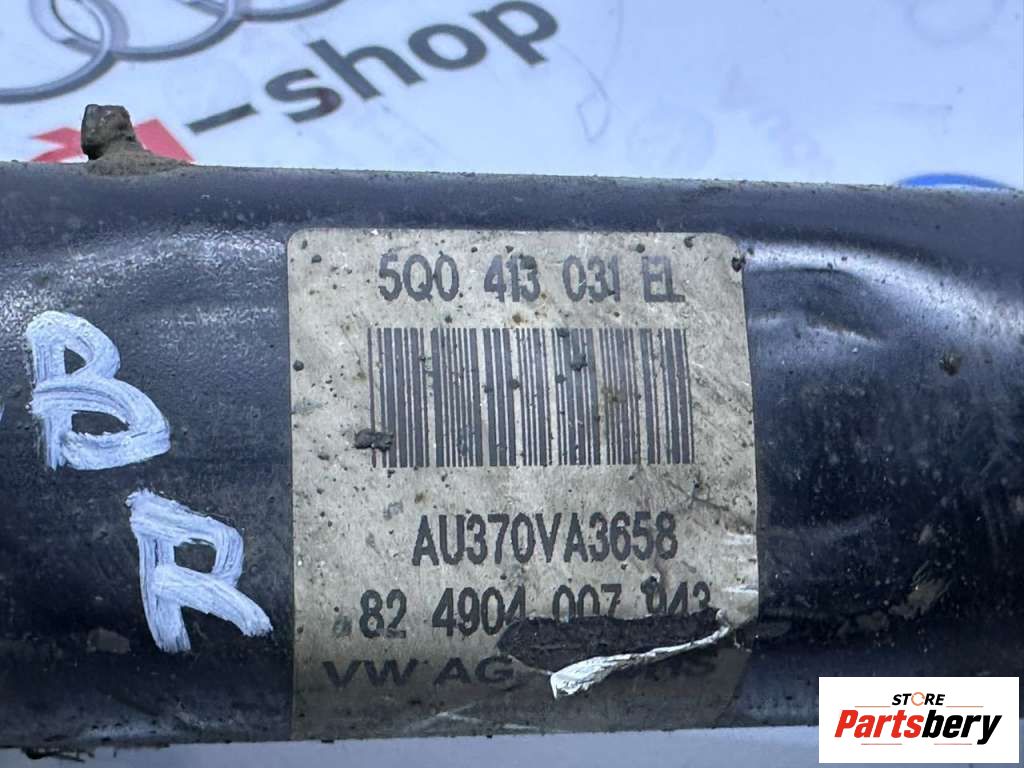 -shop
5Q0 413 031 EL
AU370VA3658
82 4904 007 943
VW AG
B
R
STORE
Partsbery